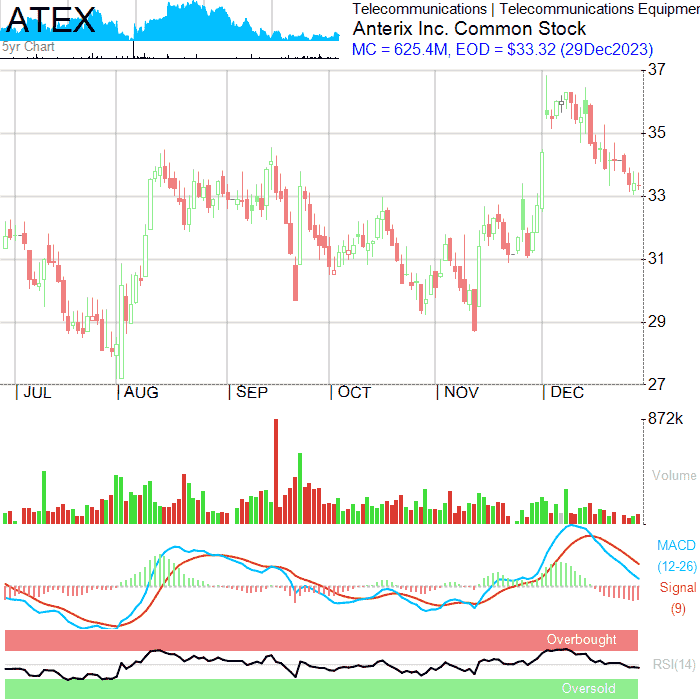 ATEX
5yr Chart
Telecommunications | Telecommunications Equipmen
Anterix Inc. Common Stock
MC = 625.4M, EOD = $33.32 (29Dec2023)
37
35
33
31
29
27
| JUL | AUG | SEP | OCT | NOV | DEC
872k
Volume
MACD
(12-26)
Signal
(9)
Overbought
RSI(14)
Oversold